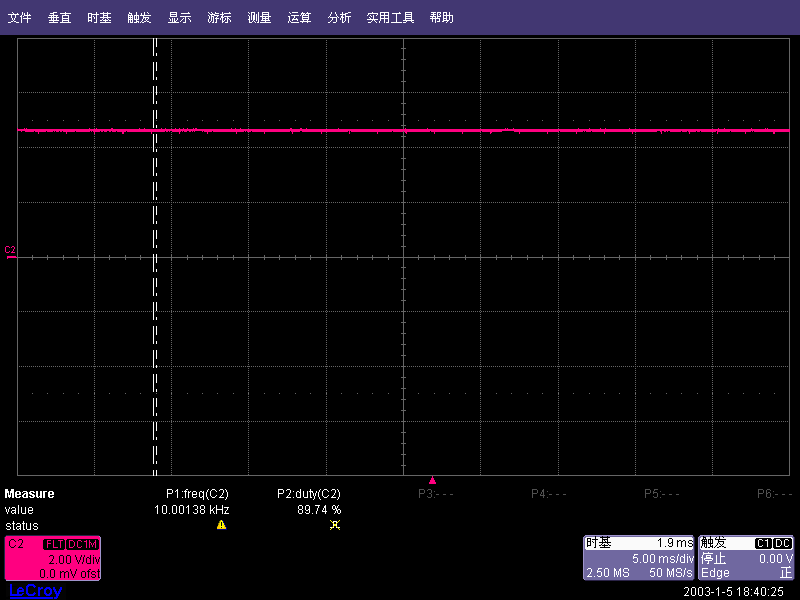 文件 垂直 时基 触发 显示 游标 测量 运算 分析 实用工具 帮助
C2
Measure P1:freq(C2) P2:duty(C2) P3:--- P4:--- P5:--- P6:---
value 10.00138 kHz 89.74 %
status
C2 FLT DC1M
2.00 V/div
0.0 mV ofst
时基 1.9 ms
5.00 ms/div
2.50 MS 50 MS/s
触发 C1 DC
停止 0.00 V
Edge 正
LeCroy
2003-1-5 18:40:25